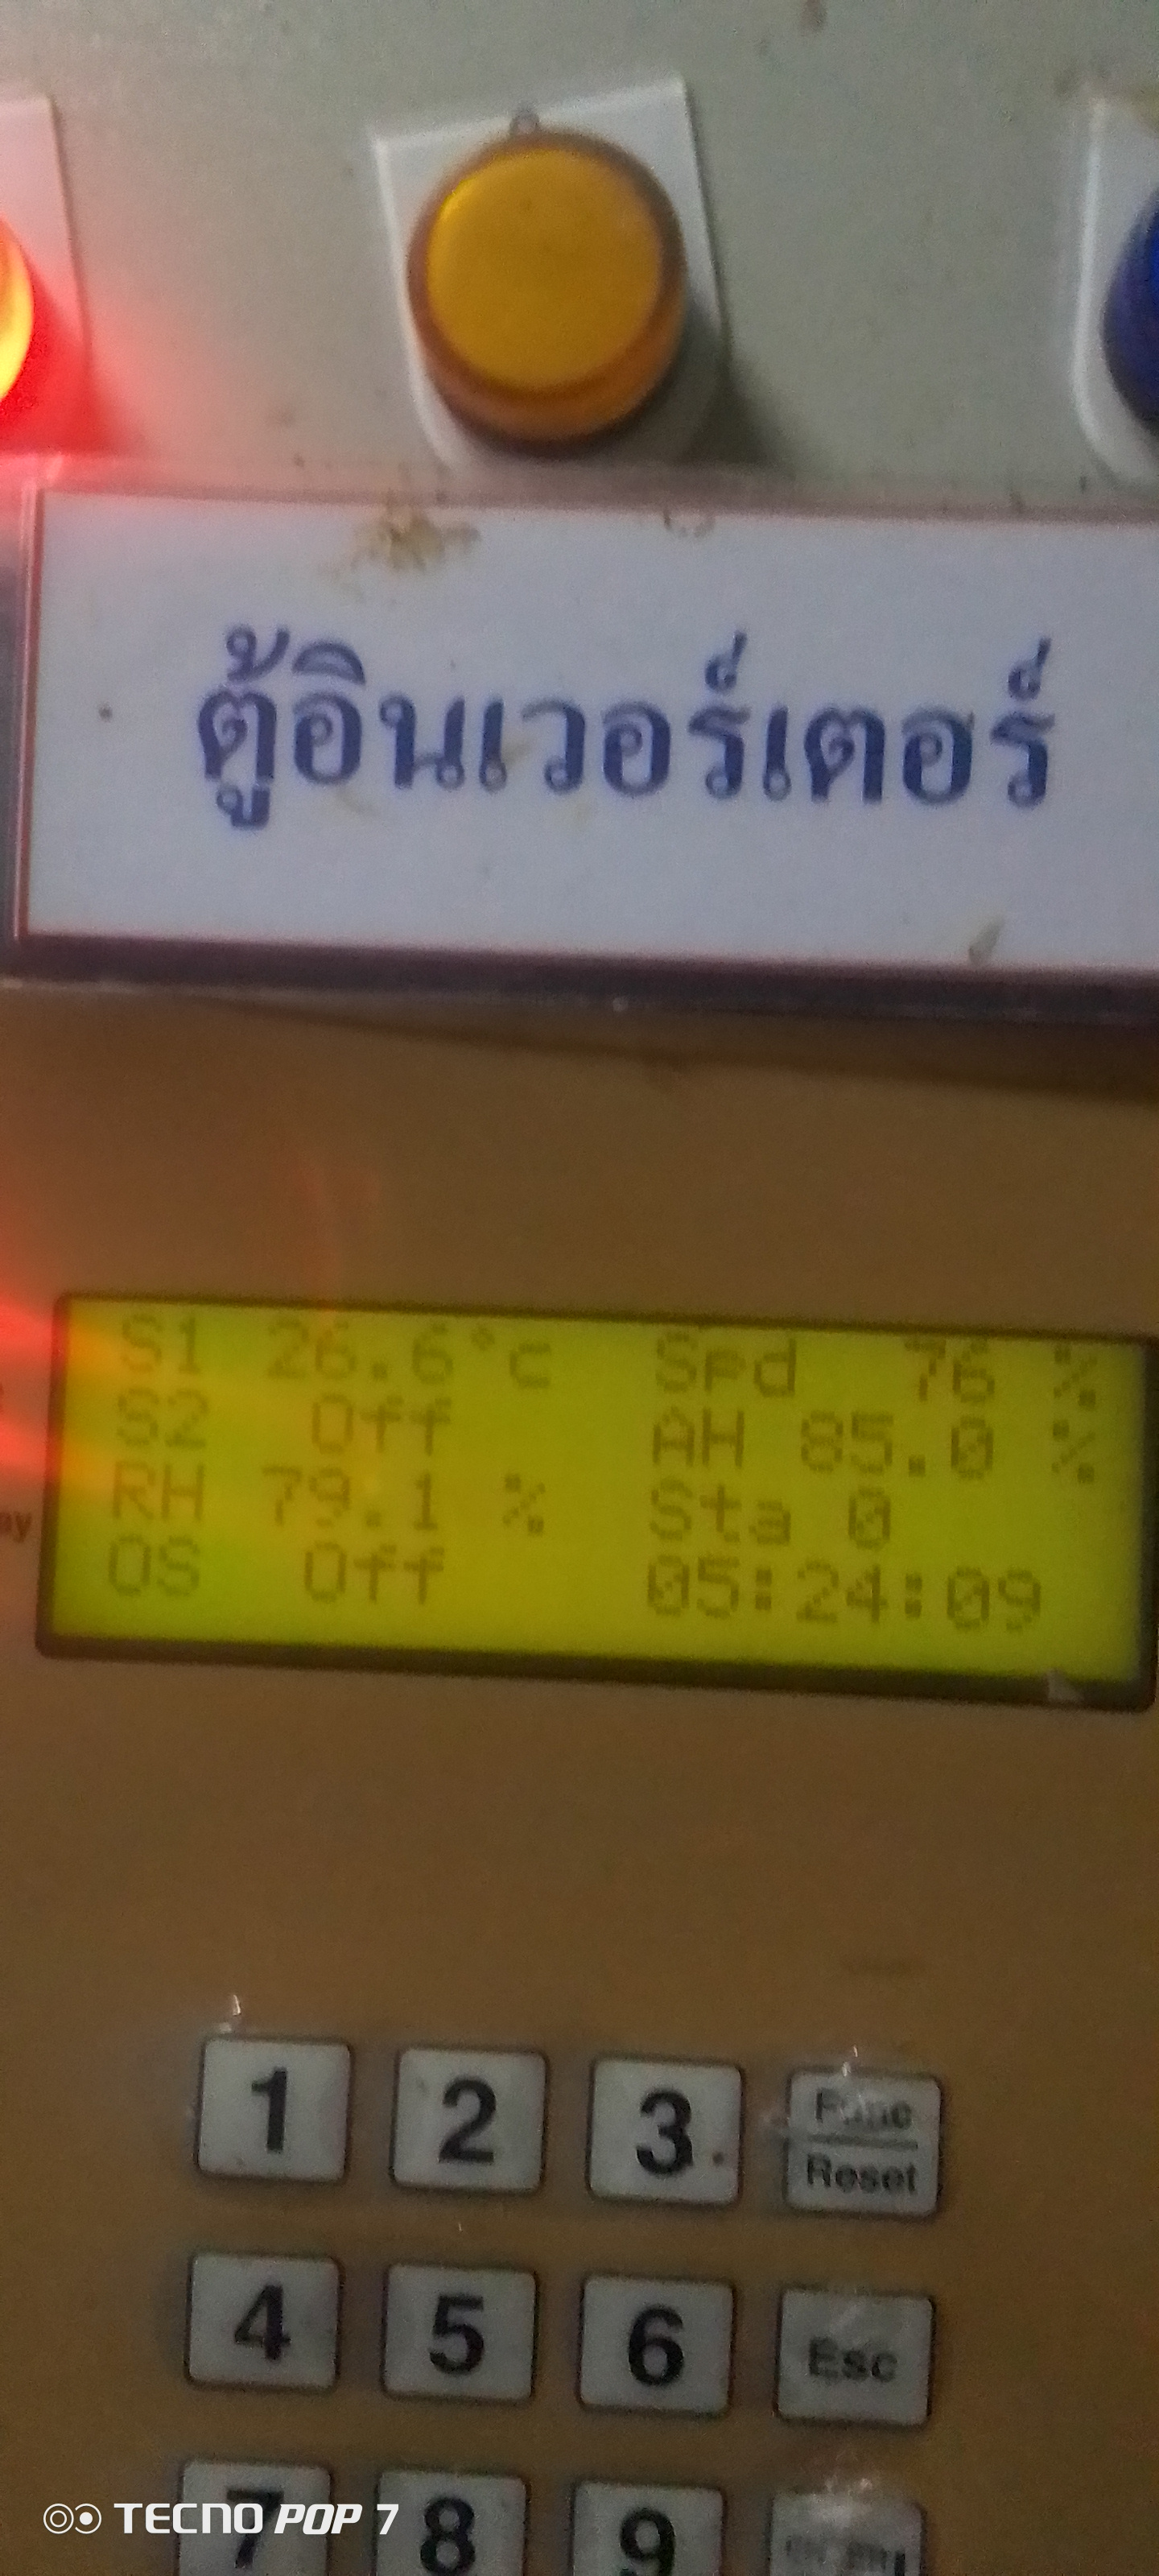 ตู้อินเวอร์เตอร์
S1 26.6°c Spd 76 %
S2 Off AH 85.0 %
RH 79.1 % Sta 0
OS Off 05:24:09
1 2 3 Func
Reset
4 5 6 Esc
7 8 9
TECNO POP 7